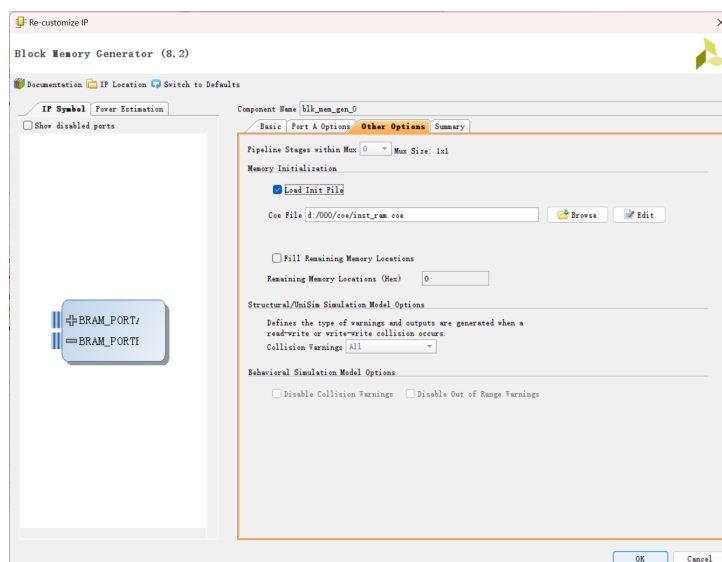 Re-customize IP
Block Memory Generator (8.2)
Documentation IP Location Switch to Defaults
IP Symbol Power Estimation
Show disabled ports
BRAM_PORTA
BRAM_PORTB
Component Name blk_mem_gen_0
Basic Port A Options Other Options Summary
Pipeline Stages within Mux 0 Mux Size: 1x1
Memory Initialization
Load Init File
Coe File d:/000/coe/inst_ram.coe Browse Edit
Fill Remaining Memory Locations
Remaining Memory Locations (Hex) 0
Structural/UniSim Simulation Model Options
Defines the type of warnings and outputs are generated when a
read-write or write-write collision occurs.
Collision Warnings All
Behavioral Simulation Model Options
Disable Collision Warnings Disable Out of Range Warnings
OK Cancel